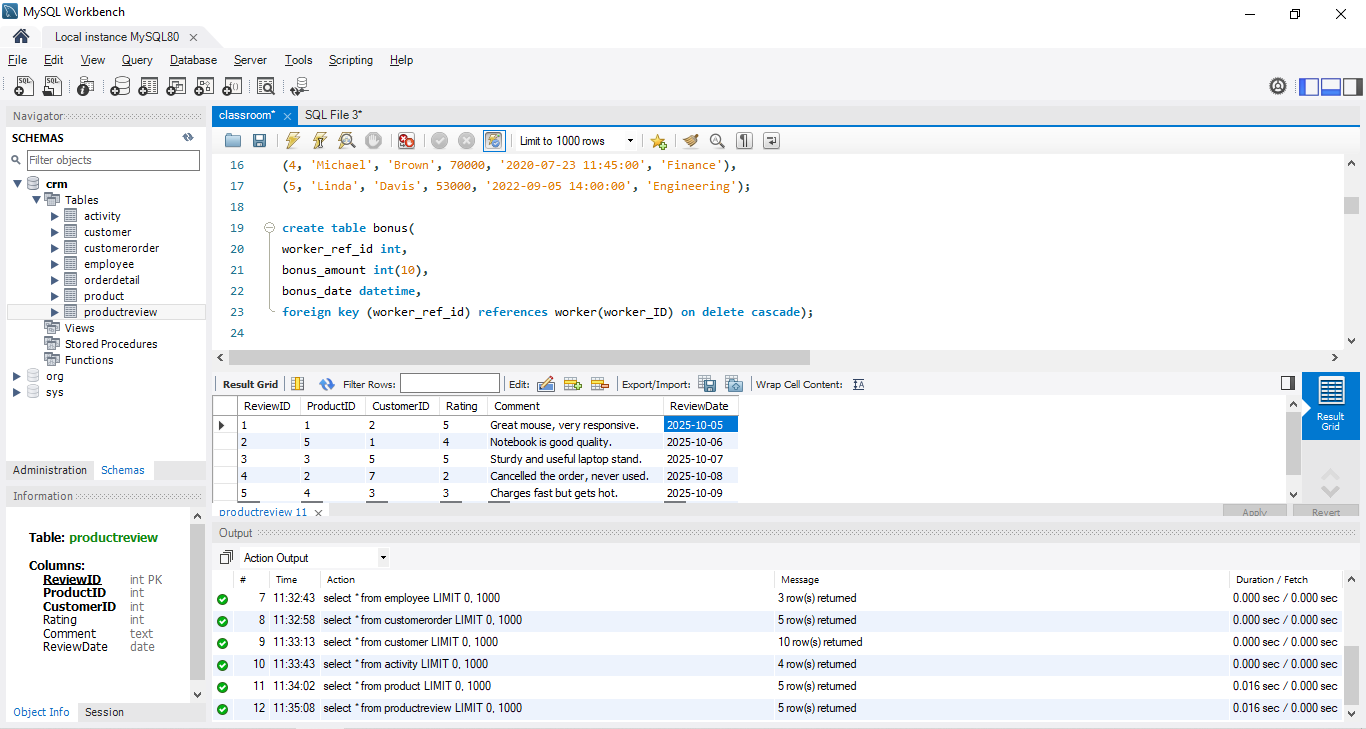 MySQL Workbench
Local instance MySQL80
File Edit View Query Database Server Tools Scripting Help
Navigator
SCHEMAS
Filter objects
crm
Tables
activity
customer
customerorder
employee
orderdetail
product
productreview
Views
Stored Procedures
Functions
org
sys
Administration Schemas
Information
Table: productreview
Columns:
ReviewID int PK
ProductID int
CustomerID int
Rating int
Comment text
ReviewDate date
Object Info Session
classroom* SQL File 3*
Limit to 1000 rows
16 (4, 'Michael', 'Brown', 70000, '2020-07-23 11:45:00', 'Finance'),
17 (5, 'Linda', 'Davis', 53000, '2022-09-05 14:00:00', 'Engineering');
18
19 create table bonus(
20 worker_ref_id int,
21 bonus_amount int(10),
22 bonus_date datetime,
23 foreign key (worker_ref_id) references worker(worker_ID) on delete cascade);
24
Result Grid Filter Rows: Edit: Export/Import: Wrap Cell Content:
ReviewID ProductID CustomerID Rating Comment ReviewDate
1 1 2 5 Great mouse, very responsive. 2025-10-05
2 5 1 4 Notebook is good quality. 2025-10-06
3 3 5 5 Sturdy and useful laptop stand. 2025-10-07
4 2 7 2 Cancelled the order, never used. 2025-10-08
5 4 3 3 Charges fast but gets hot. 2025-10-09
Result
Grid
productreview 11
Apply Revert
Output
Action Output
# Time Action Message Duration / Fetch
7 11:32:43 select * from employee LIMIT 0, 1000 3 row(s) returned 0.000 sec / 0.000 sec
8 11:32:58 select * from customerorder LIMIT 0, 1000 5 row(s) returned 0.000 sec / 0.000 sec
9 11:33:13 select * from customer LIMIT 0, 1000 10 row(s) returned 0.000 sec / 0.000 sec
10 11:33:43 select * from activity LIMIT 0, 1000 4 row(s) returned 0.000 sec / 0.000 sec
11 11:34:02 select * from product LIMIT 0, 1000 5 row(s) returned 0.016 sec / 0.000 sec
12 11:35:08 select * from productreview LIMIT 0, 1000 5 row(s) returned 0.016 sec / 0.000 sec